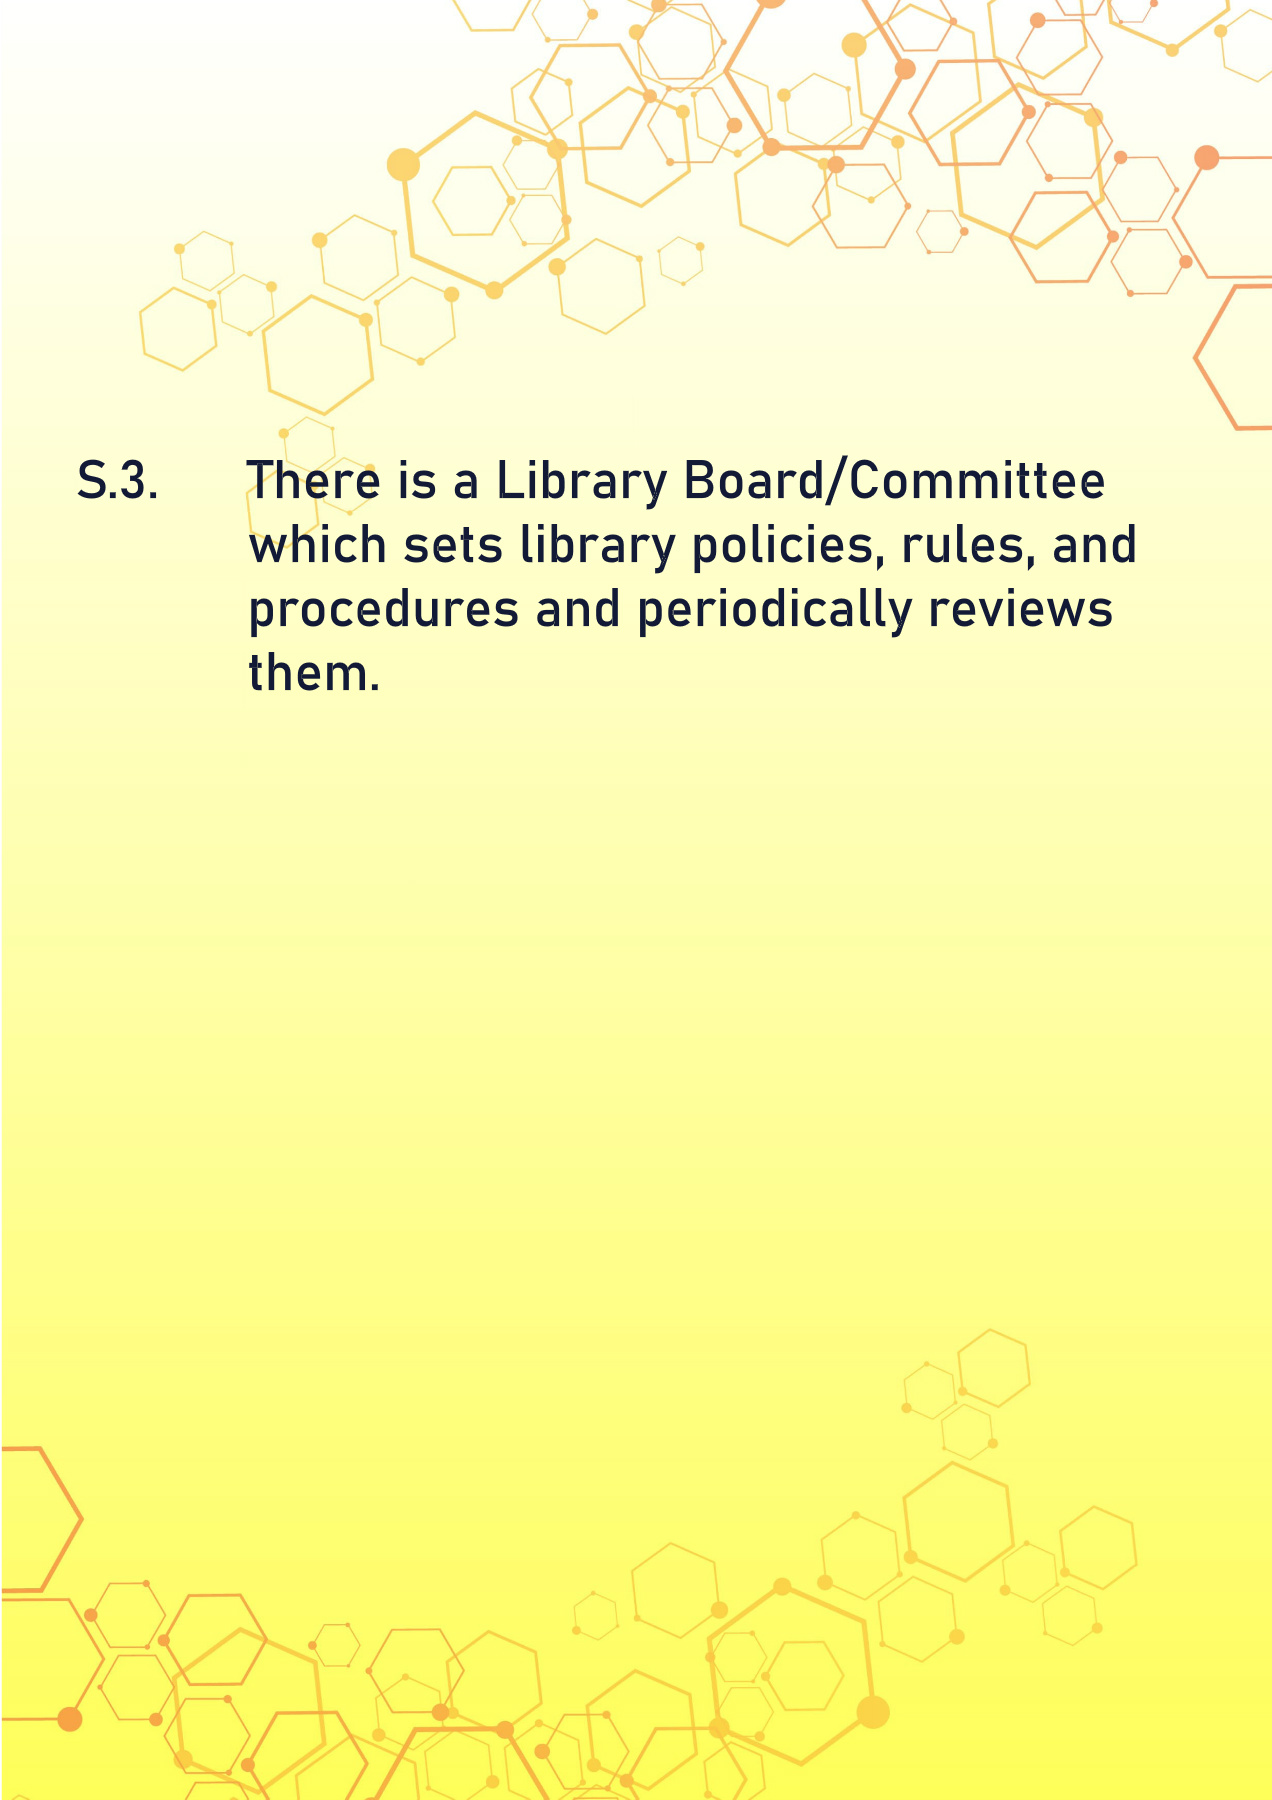 S.3. There is a Library Board/Committee
which sets library policies, rules, and
procedures and periodically reviews
them.